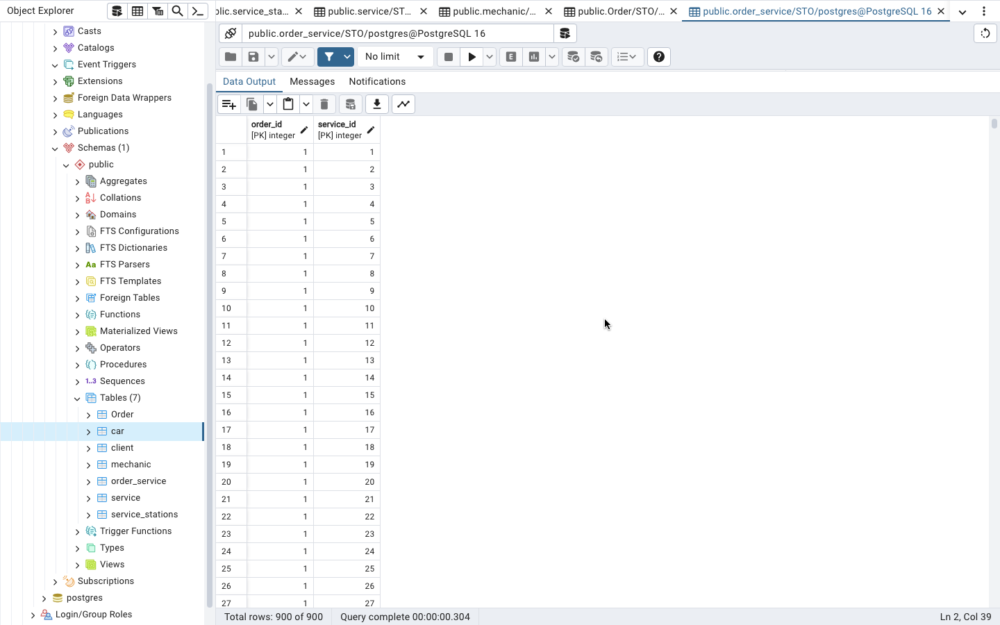 Object Explorer
Casts
Catalogs
Event Triggers
Extensions
Foreign Data Wrappers
Languages
Publications
Schemas (1)
public
Aggregates
Collations
Domains
FTS Configurations
FTS Dictionaries
Aa FTS Parsers
FTS Templates
Foreign Tables
Functions
Materialized Views
Operators
Procedures
1..3 Sequences
Tables (7)
Order
car
client
mechanic
order_service
service
service_stations
Trigger Functions
Types
Views
Subscriptions
postgres
Login/Group Roles
plic.service_sta...
public.service/ST...
public.mechanic/...
public.Order/STO/...
public.order_service/STO/postgres@PostgreSQL 16
public.order_service/STO/postgres@PostgreSQL 16
No limit
E
Data Output Messages Notifications
order_id service_id
[PK] integer [PK] integer
1 1 1
2 1 2
3 1 3
4 1 4
5 1 5
6 1 6
7 1 7
8 1 8
9 1 9
10 1 10
11 1 11
12 1 12
13 1 13
14 1 14
15 1 15
16 1 16
17 1 17
18 1 18
19 1 19
20 1 20
21 1 21
22 1 22
23 1 23
24 1 24
25 1 25
26 1 26
27 1 27
Total rows: 900 of 900 Query complete 00:00:00.304 Ln 2, Col 39